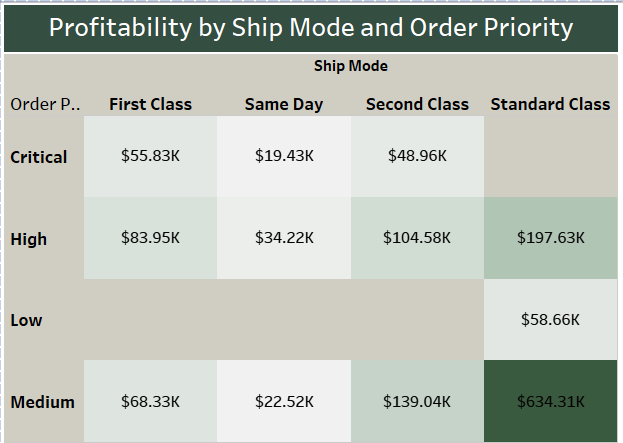 Profitability by Ship Mode and Order Priority
Ship Mode
Order P.. First Class Same Day Second Class Standard Class
Critical $55.83K $19.43K $48.96K
High $83.95K $34.22K $104.58K $197.63K
Low $58.66K
Medium $68.33K $22.52K $139.04K $634.31K